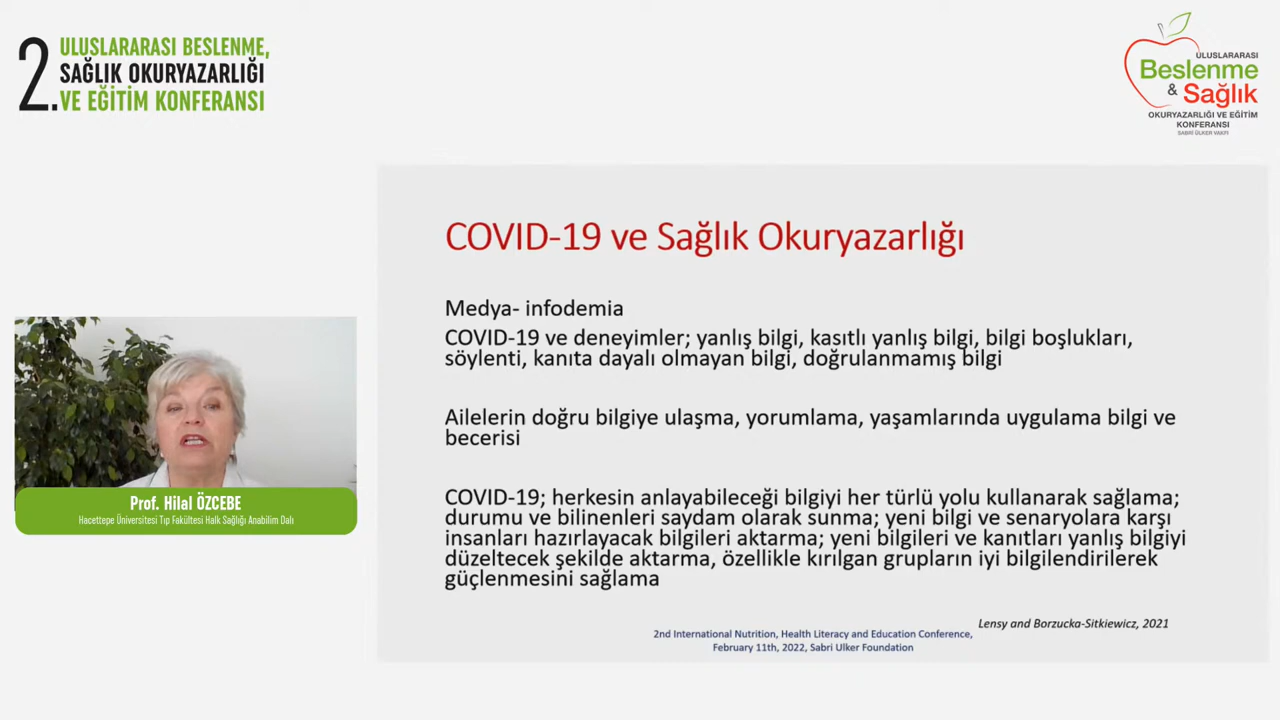 2.
ULUSLARARASI BESLENME,
SAĞLIK OKURYAZARLIĞI
VE EĞİTİM KONFERANSI
ULUSLARARASI
Beslenme
& Sağlık
OKURYAZARLIĞI VE EĞİTİM
KONFERANSI
SABRİ ÜLKER VAKFI
COVID-19 ve Sağlık Okuryazarlığı
Medya- infodemia
COVID-19 ve deneyimler; yanlış bilgi, kasıtlı yanlış bilgi, bilgi boşlukları,
söylenti, kanıta dayalı olmayan bilgi, doğrulanmamış bilgi
Ailelerin doğru bilgiye ulaşma, yorumlama, yaşamlarında uygulama bilgi ve
becerisi
COVID-19; herkesin anlayabileceği bilgiyi her türlü yolu kullanarak sağlama;
durumu ve bilinenleri saydam olarak sunma; yeni bilgi ve senaryolara karşı
insanları hazırlayacak bilgileri aktarma; yeni bilgileri ve kanıtları yanlış bilgiyi
düzeltecek şekilde aktarma, özellikle kırılgan grupların iyi bilgilendirilerek
güçlenmesini sağlama
Lensy and Borzucka-Sitkiewicz, 2021
2nd International Nutrition, Health Literacy and Education Conference,
February 11th, 2022, Sabri Ulker Foundation
Prof. Hilal ÖZCEBE
Hacettepe Üniversitesi Tıp Fakültesi Halk Sağlığı Anabilim Dalı